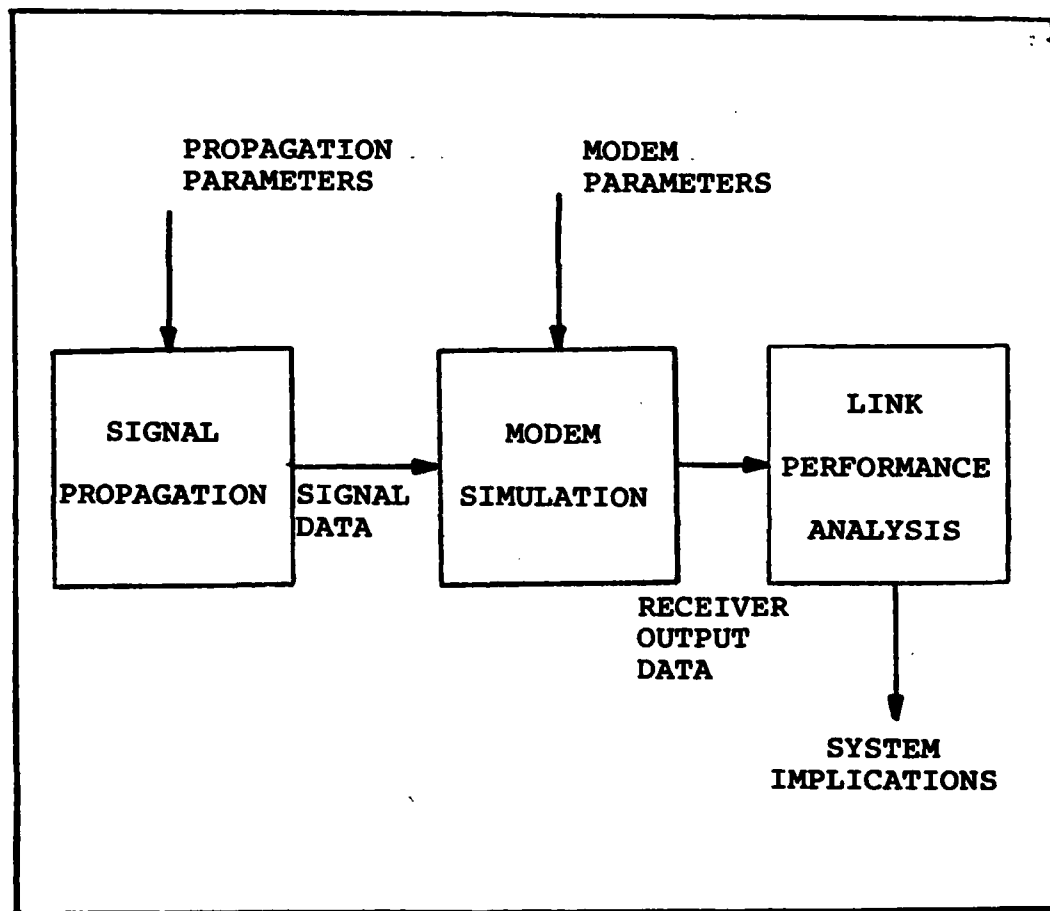 PROPAGATION
PARAMETERS
MODEM
PARAMETERS
SIGNAL
PROPAGATION
SIGNAL
DATA
MODEM
SIMULATION
LINK
PERFORMANCE
ANALYSIS
RECEIVER
OUTPUT
DATA
SYSTEM
IMPLICATIONS